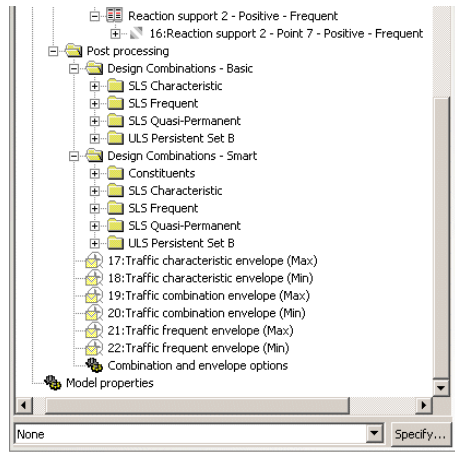 Reaction support 2 - Positive - Frequent
16:Reaction support 2 - Point 7 - Positive - Frequent
Post processing
Design Combinations - Basic
SLS Characteristic
SLS Frequent
SLS Quasi-Permanent
ULS Persistent Set B
Design Combinations - Smart
Constituents
SLS Characteristic
SLS Frequent
SLS Quasi-Permanent
ULS Persistent Set B
17:Traffic characteristic envelope (Max)
18:Traffic characteristic envelope (Min)
19:Traffic combination envelope (Max)
20:Traffic combination envelope (Min)
21:Traffic frequent envelope (Max)
22:Traffic frequent envelope (Min)
Combination and envelope options
Model properties
None Specify...